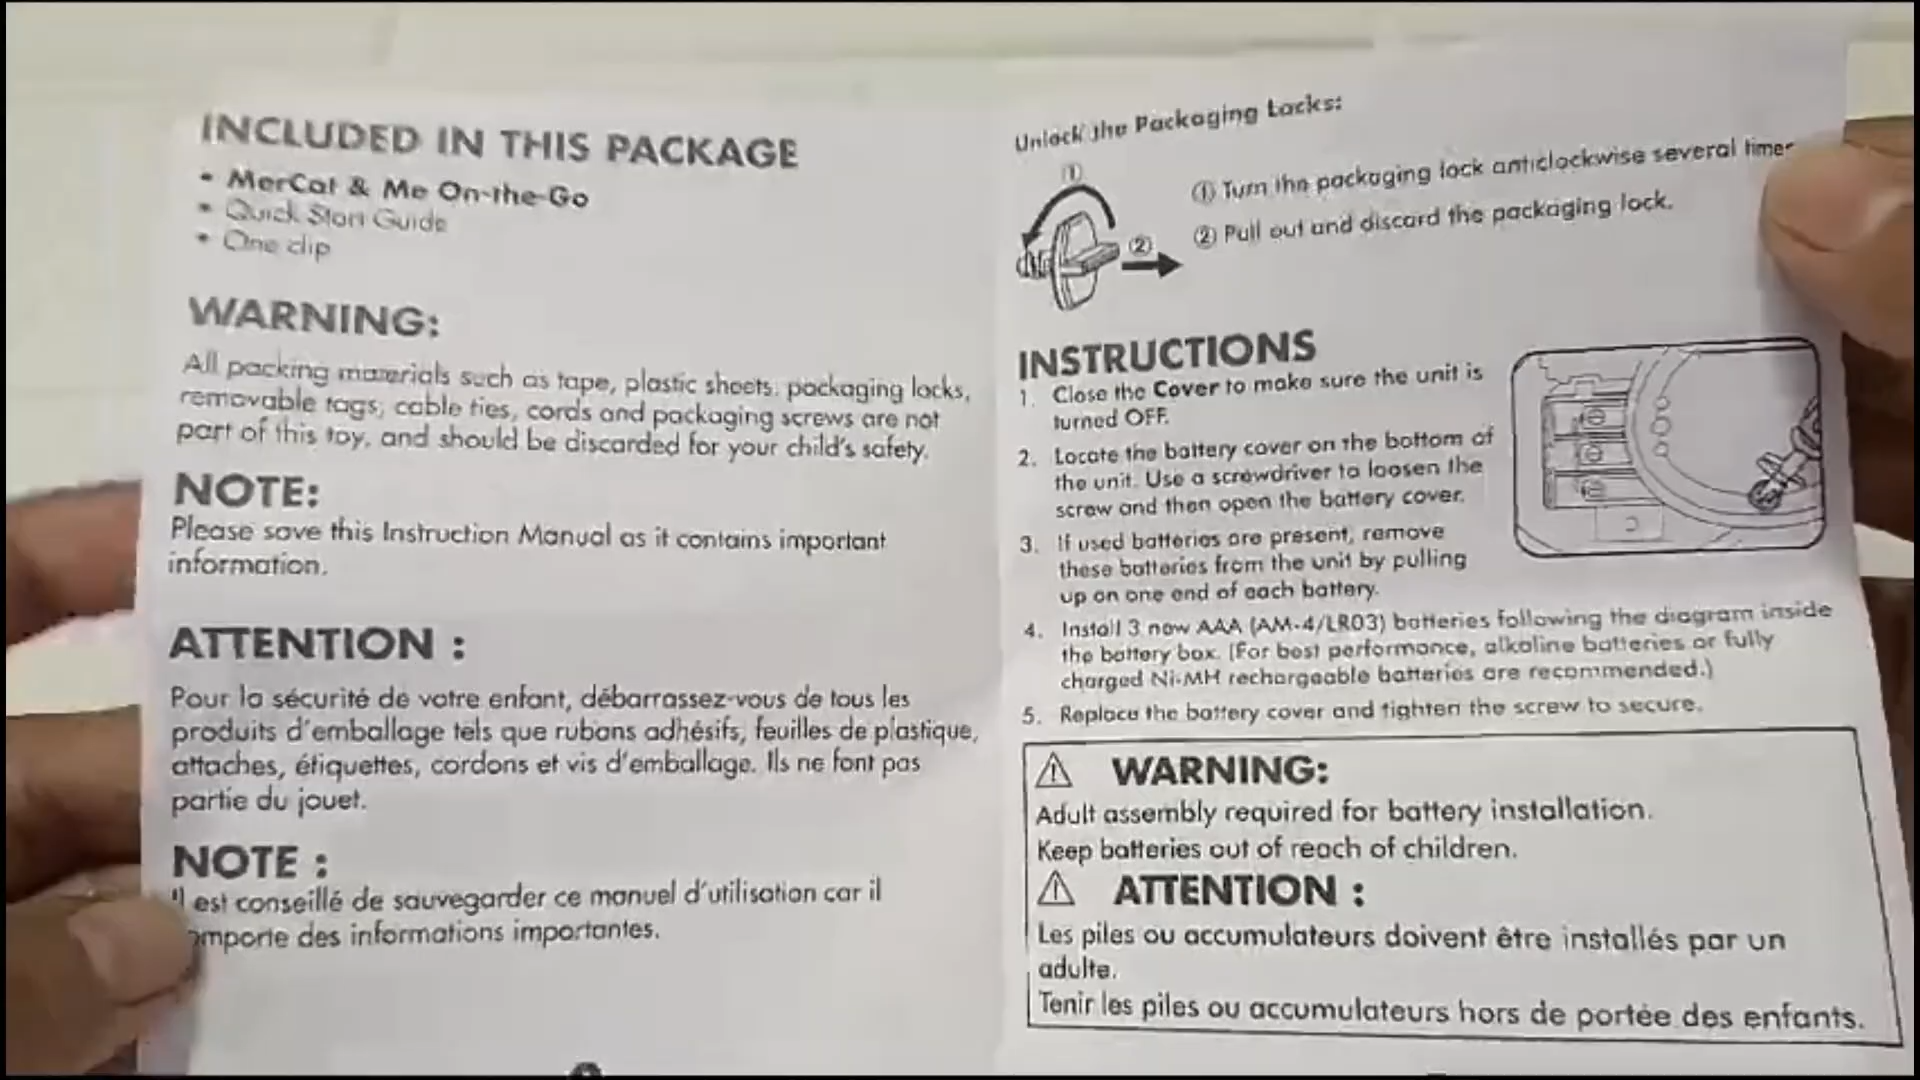 INCLUDED IN THIS PACKAGE
• MerCat & Me On-the-Go
• Quick Start Guide
• One clip
WARNING:
All packing materials such as tape, plastic sheets, packaging locks,
removable tags, cable ties, cords and packaging screws are not
part of this toy, and should be discarded for your child's safety.
NOTE:
Please save this Instruction Manual as it contains important
information.
ATTENTION :
Pour la sécurité de votre enfant, débarrassez-vous de tous les
produits d'emballage tels que rubans adhésifs, feuilles de plastique,
attaches, étiquettes, cordons et vis d'emballage. Ils ne font pas
partie du jouet.
NOTE :
Il est conseillé de sauvegarder ce manuel d'utilisation car il
des informations importantes.
Unlock the Packaging Locks:
①
②
① Turn the packaging lock anticlockwise several times
② Pull out and discard the packaging lock.
INSTRUCTIONS
1. Close the Cover to make sure the unit is
turned OFF.
2. Locate the battery cover on the bottom of
the unit. Use a screwdriver to loosen the
screw and then open the battery cover.
3. If used batteries are present, remove
these batteries from the unit by pulling
up on one end of each battery.
4. Install 3 new AAA (AM-4/LR03) batteries following the diagram inside
the battery box. (For best performance, alkaline batteries or fully
charged Ni-MH rechargeable batteries are recommended.)
5. Replace the battery cover and tighten the screw to secure.
WARNING:
Adult assembly required for battery installation.
Keep batteries out of reach of children.
ATTENTION :
Les piles ou accumulateurs doivent être installés par un
adulte.
Tenir les piles ou accumulateurs hors de portée des enfants.